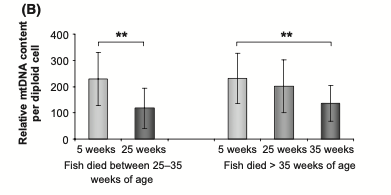 (B)
Relative mtDNA content
per diploid cell
400
300
200
100
0
**
**
5 weeks 25 weeks
5 weeks 25 weeks 35 weeks
Fish died between 25–35
weeks of age
Fish died > 35 weeks of age